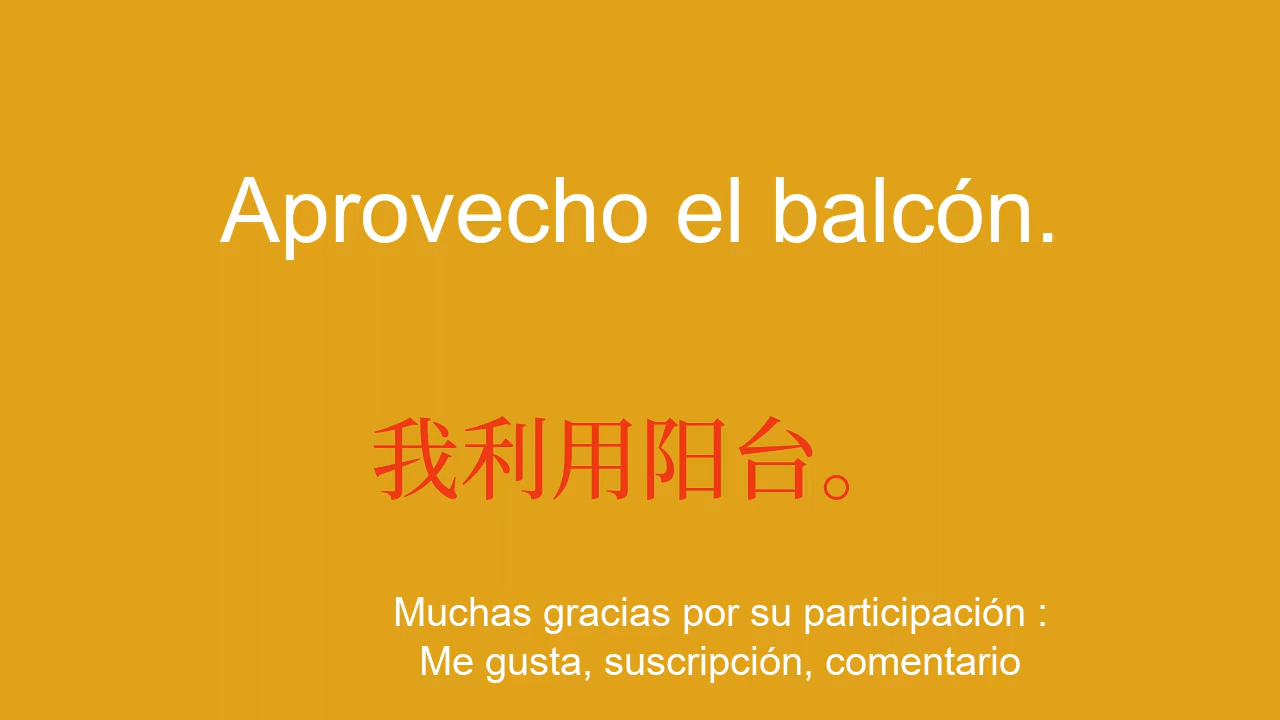 Aprovecho el balcón.
我利用阳台。
Muchas gracias por su participación :
Me gusta, suscripción, comentario